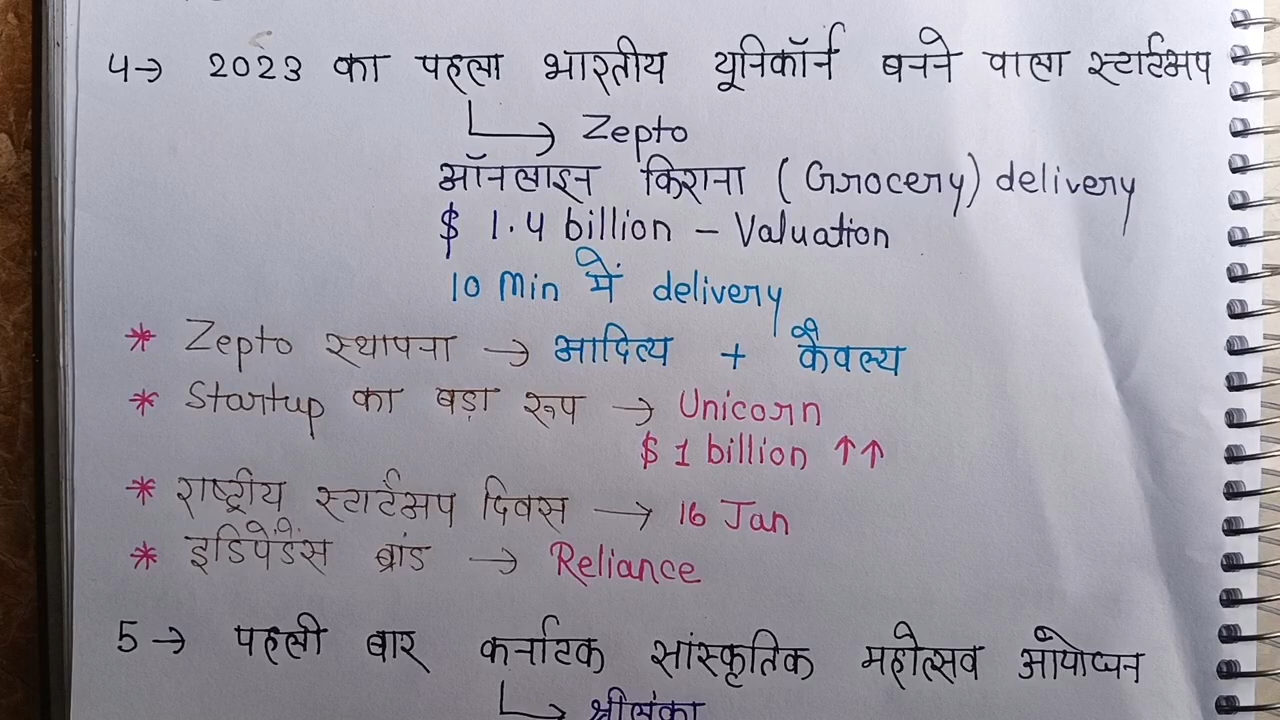 4→ 2023 का पहला भारतीय यूनिकॉर्न बनने वाला स्टार्टअप
↳ Zepto
ऑनलाइन किराना (Grocery) delivery
$ 1.4 billion – Valuation
10 Min में delivery
* Zepto स्थापना → आदित्य + कैवल्य
* Startup का बड़ा रूप → Unicorn
$ 1 billion ↑↑
* राष्ट्रीय स्टार्टअप दिवस → 16 Jan
* इडिपेंडेंस ब्रांड → Reliance
5→ पहली बार कर्नाटक सांस्कृतिक महोत्सव आयोजन
↳ श्रीलंका